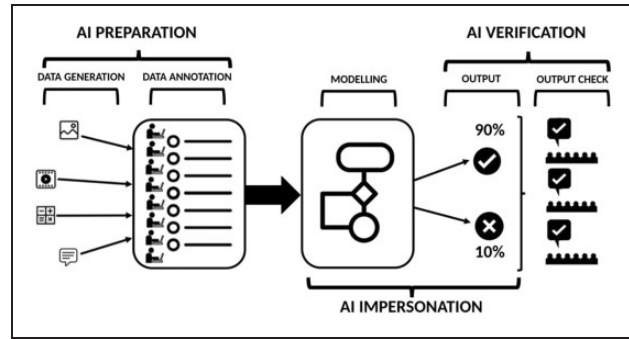 AI PREPARATION
AI VERIFICATION
DATA GENERATION
DATA ANNOTATION
MODELLING
OUTPUT
OUTPUT CHECK
90%
10%
AI IMPERSONATION